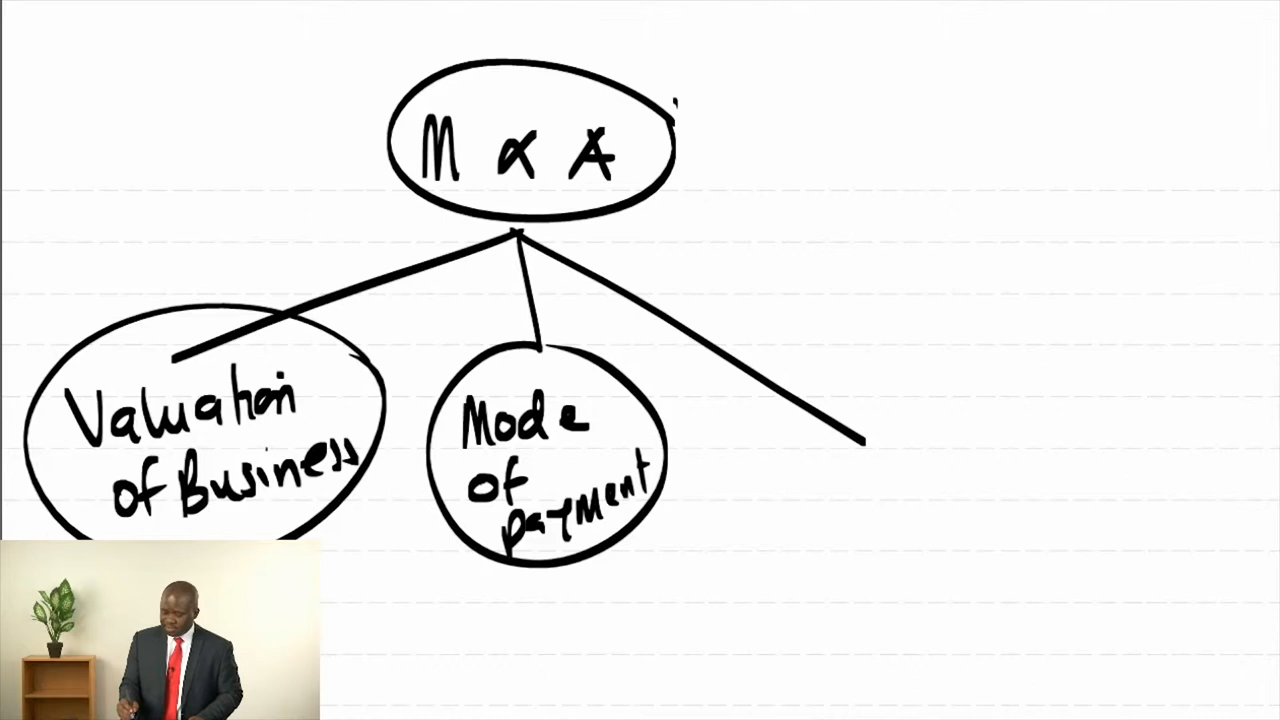 M & A
Valuation
of Business
Mode
of
payment